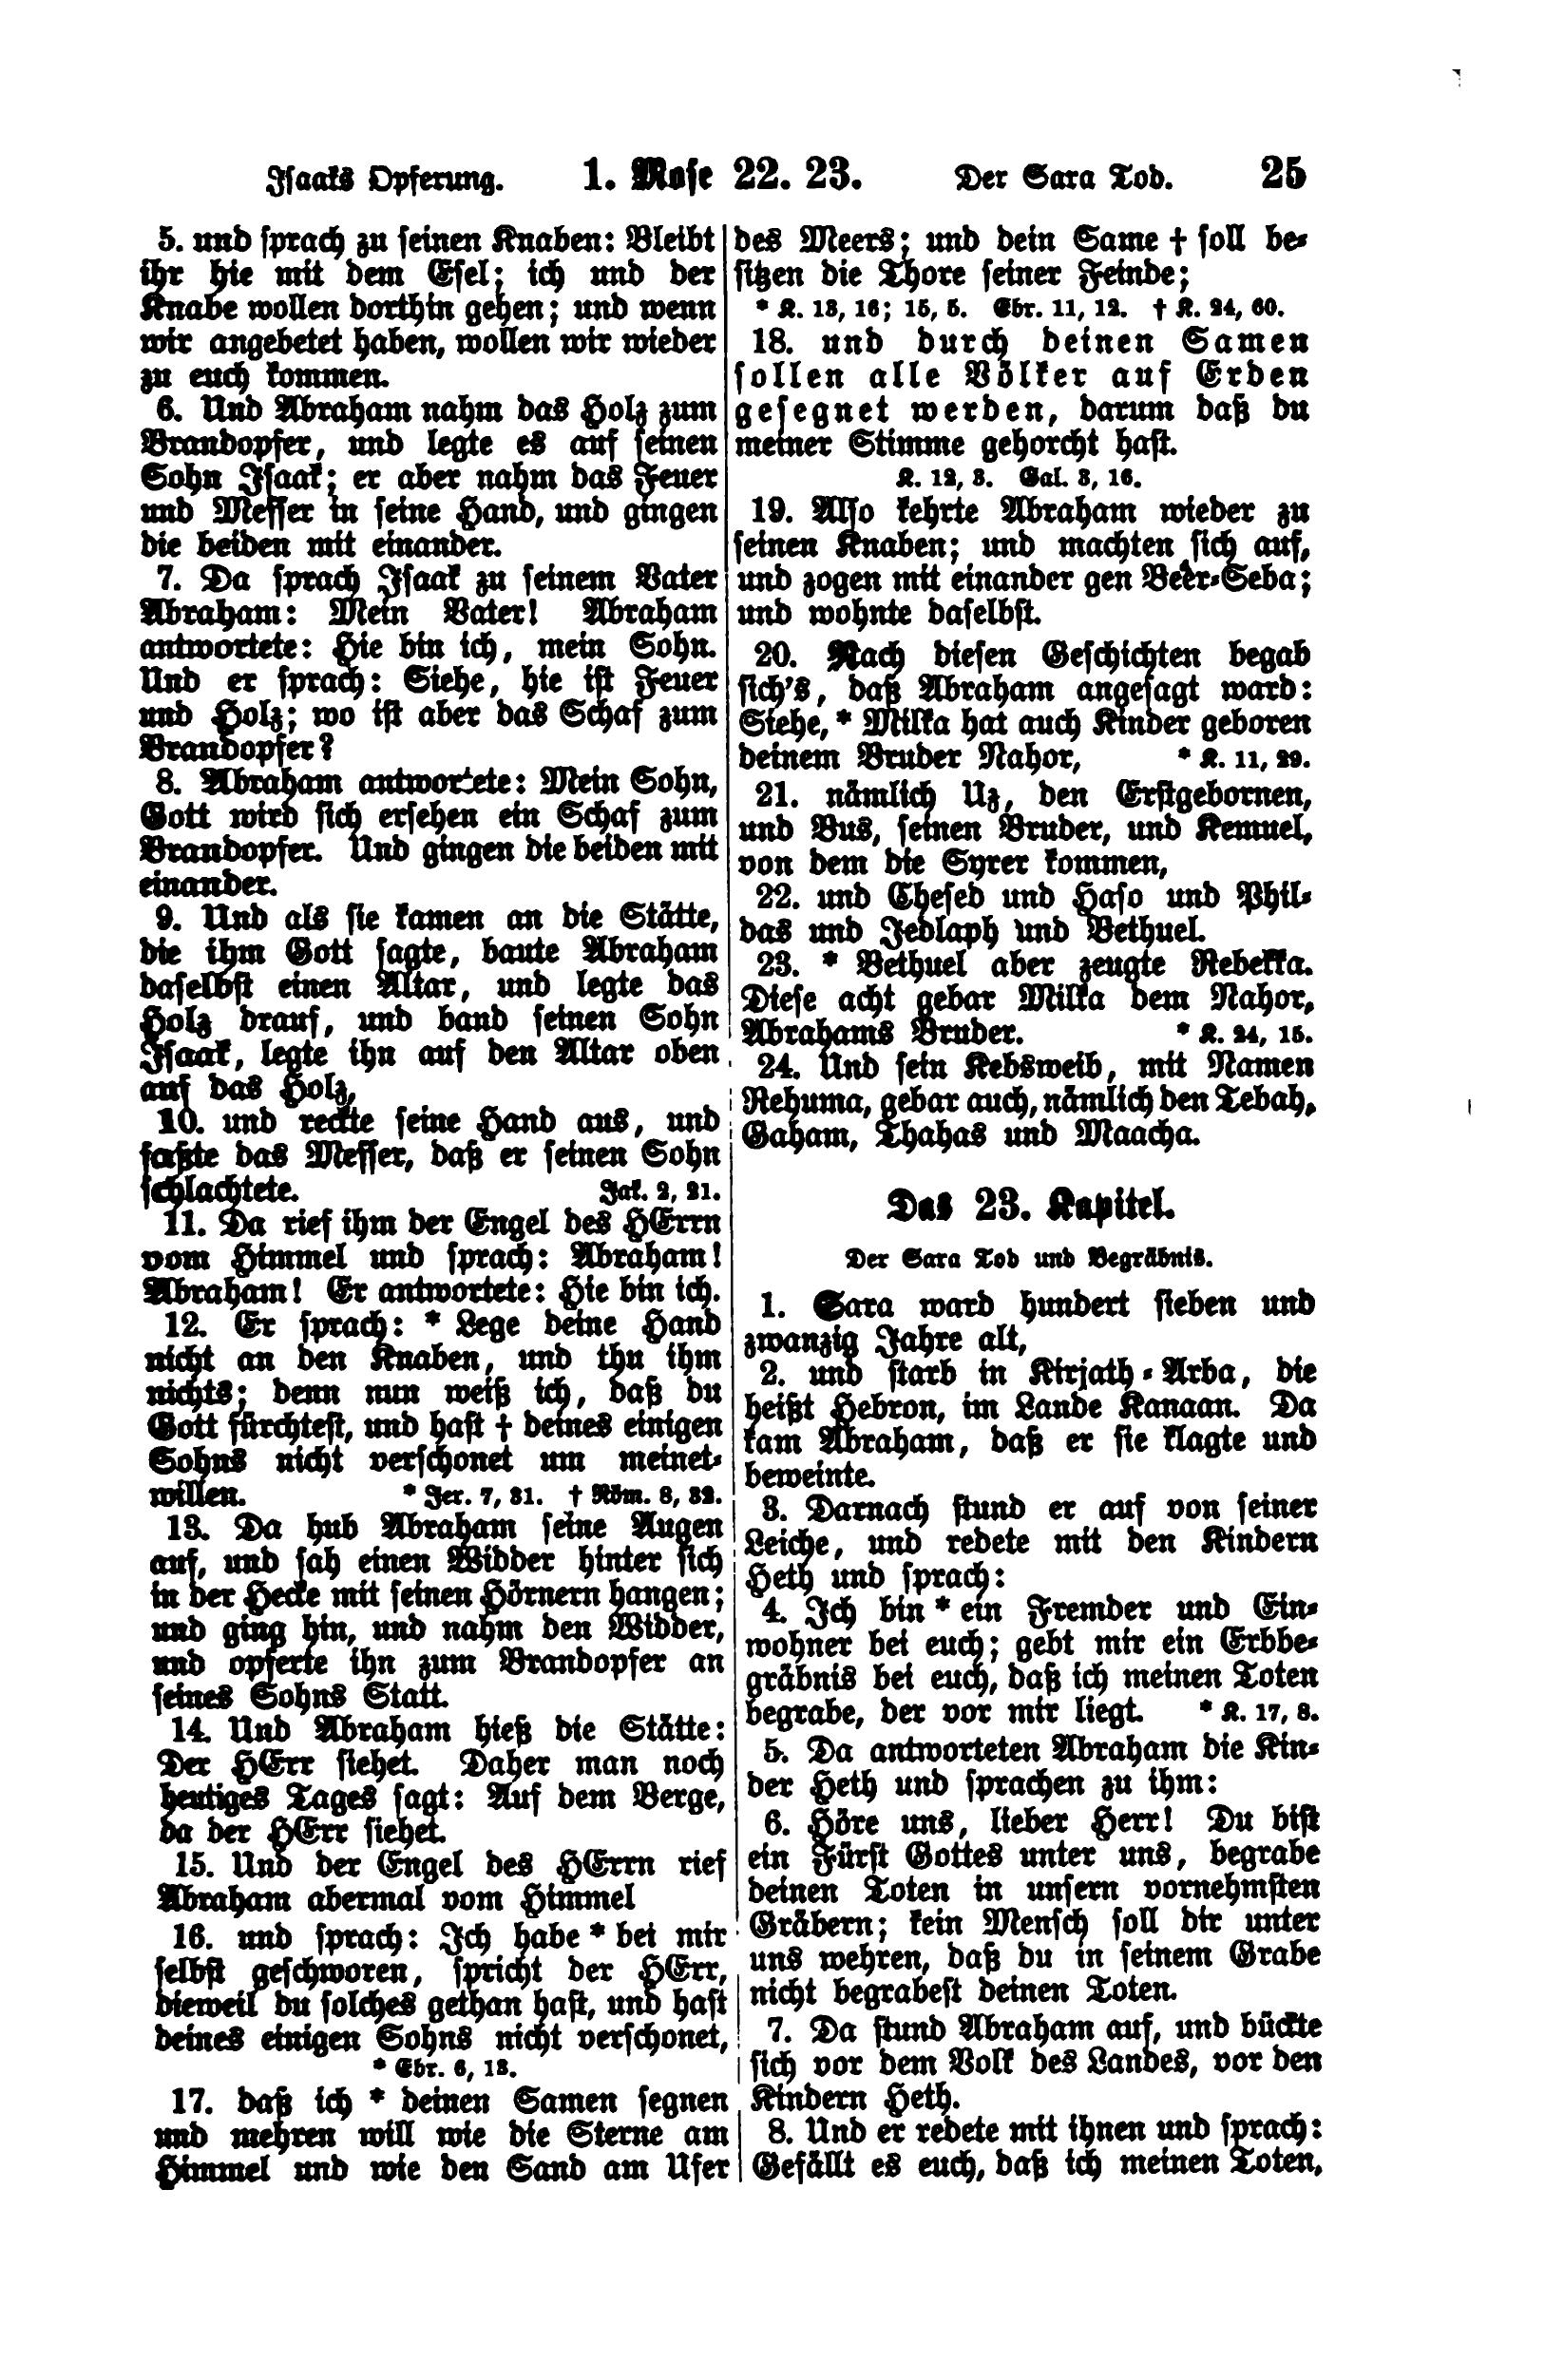 Isaaks Opferung. 1. Mose 22. 23. Der Sara Tod. 25
5. und sprach zu seinen Knaben: Bleibt
ihr hie mit dem Esel; ich und der
Knabe wollen dorthin gehen; und wenn
wir angebetet haben, wollen wir wieder
zu euch kommen.
6. Und Abraham nahm das Holz zum
Brandopfer, und legte es auf seinen
Sohn Isaak; er aber nahm das Feuer
und Messer in seine Hand, und gingen
die beiden mit einander.
7. Da sprach Isaak zu seinem Vater
Abraham: Mein Vater! Abraham
antwortete: Hie bin ich, mein Sohn.
Und er sprach: Siehe, hie ist Feuer
und Holz; wo ist aber das Schaf zum
Brandopfer?
8. Abraham antwortete: Mein Sohn,
Gott wird sich ersehen ein Schaf zum
Brandopfer. Und gingen die beiden mit
einander.
9. Und als sie kamen an die Stätte,
die ihm Gott sagte, baute Abraham
daselbst einen Altar, und legte das
Holz drauf, und band seinen Sohn
Isaak, legte ihn auf den Altar oben
auf das Holz,
10. und reckte seine Hand aus, und
faßte das Messer, daß er seinen Sohn
schlachtete. Jak. 2, 21.
11. Da rief ihm der Engel des HErrn
vom Himmel und sprach: Abraham!
Abraham! Er antwortete: Hie bin ich.
12. Er sprach: * Lege deine Hand
nicht an den Knaben, und thu ihm
nichts; denn nun weiß ich, daß du
Gott fürchtest, und hast † deines einigen
Sohns nicht verschonet um meinet-
willen. * Jer. 7, 31. † Röm. 8, 32.
13. Da hub Abraham seine Augen
auf, und sah einen Widder hinter sich
in der Hecke mit seinen Hörnern hangen;
und ging hin, und nahm den Widder,
und opferte ihn zum Brandopfer an
seines Sohns Statt.
14. Und Abraham hieß die Stätte:
Der HErr siehet. Daher man noch
heutiges Tages sagt: Auf dem Berge,
da der HErr siehet.
15. Und der Engel des HErrn rief
Abraham abermal vom Himmel
16. und sprach: Ich habe * bei mir
selbst geschworen, spricht der HErr,
dieweil du solches gethan hast, und hast
deines einigen Sohns nicht verschonet,
* Ebr. 6, 13.
17. daß ich * deinen Samen segnen
und mehren will wie die Sterne am
Himmel und wie den Sand am Ufer
des Meers; und dein Same † soll be-
sitzen die Thore seiner Feinde;
* K. 13, 16; 15, 5. Ebr. 11, 12. † K. 24, 60.
18. und durch deinen Samen
sollen alle Völker auf Erden
gesegnet werden, darum daß du
meiner Stimme gehorcht hast.
K. 12, 3. Gal. 3, 16.
19. Also kehrte Abraham wieder zu
seinen Knaben; und machten sich auf,
und zogen mit einander gen Beer-Seba;
und wohnte daselbst.
20. Nach diesen Geschichten begab
sich's, daß Abraham angesagt ward:
Siehe, * Milka hat auch Kinder geboren
deinem Bruder Nahor, * K. 11, 29.
21. nämlich Uz, den Erstgebornen,
und Bus, seinen Bruder, und Kemuel,
von dem die Syrer kommen,
22. und Chesed und Haso und Phil-
das und Jedlaph und Bethuel.
23. * Bethuel aber zeugte Rebekka.
Diese acht gebar Milka dem Nahor,
Abrahams Bruder. * K. 24, 15.
24. Und sein Kebsweib, mit Namen
Rehuma, gebar auch, nämlich den Tebah,
Gaham, Thahas und Maacha.
Das 23. Kapitel.
Der Sara Tod und Begräbnis.
1. Sara ward hundert sieben und
zwanzig Jahre alt,
2. und starb in Kirjath-Arba, die
heißt Hebron, im Lande Kanaan. Da
kam Abraham, daß er sie klagte und
beweinte.
3. Darnach stund er auf von seiner
Leiche, und redete mit den Kindern
Heth und sprach:
4. Ich bin * ein Fremder und Ein-
wohner bei euch; gebt mir ein Erbbe-
gräbnis bei euch, daß ich meinen Toten
begrabe, der vor mir liegt. * K. 17, 8.
5. Da antworteten Abraham die Kin-
der Heth und sprachen zu ihm:
6. Höre uns, lieber Herr! Du bist
ein Fürst Gottes unter uns, begrabe
deinen Toten in unsern vornehmsten
Gräbern; kein Mensch soll dir unter
uns wehren, daß du in seinem Grabe
nicht begrabest deinen Toten.
7. Da stund Abraham auf, und bückte
sich vor dem Volk des Landes, vor den
Kindern Heth.
8. Und er redete mit ihnen und sprach:
Gefällt es euch, daß ich meinen Toten,